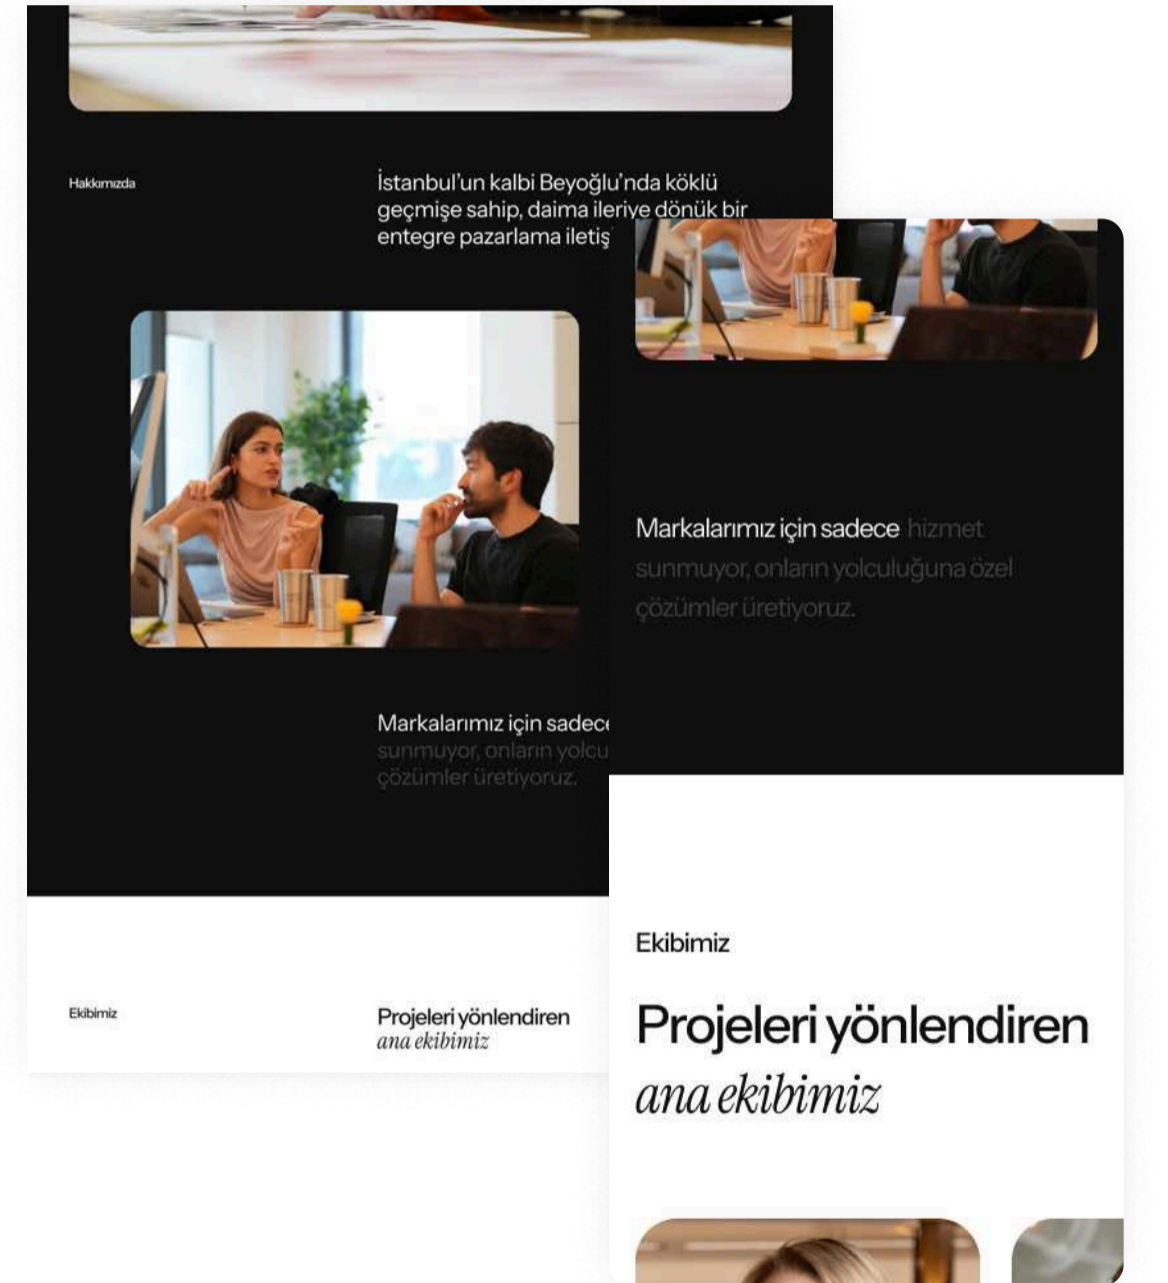 Hakkımızda
İstanbul'un kalbi Beyoğlu'nda köklü
geçmişe sahip, daima ileriye dönük bir
entegre pazarlama iletiş
Markalarımız için sadece
sunmuyor, onların yolcu
çözümler üretiyoruz.
Ekibimiz
Projeleri yönlendiren
ana ekibimiz
Markalarımız için sadece hizmet
sunmuyor, onların yolculuğuna özel
çözümler üretiyoruz.
Ekibimiz
Projeleri yönlendiren
ana ekibimiz